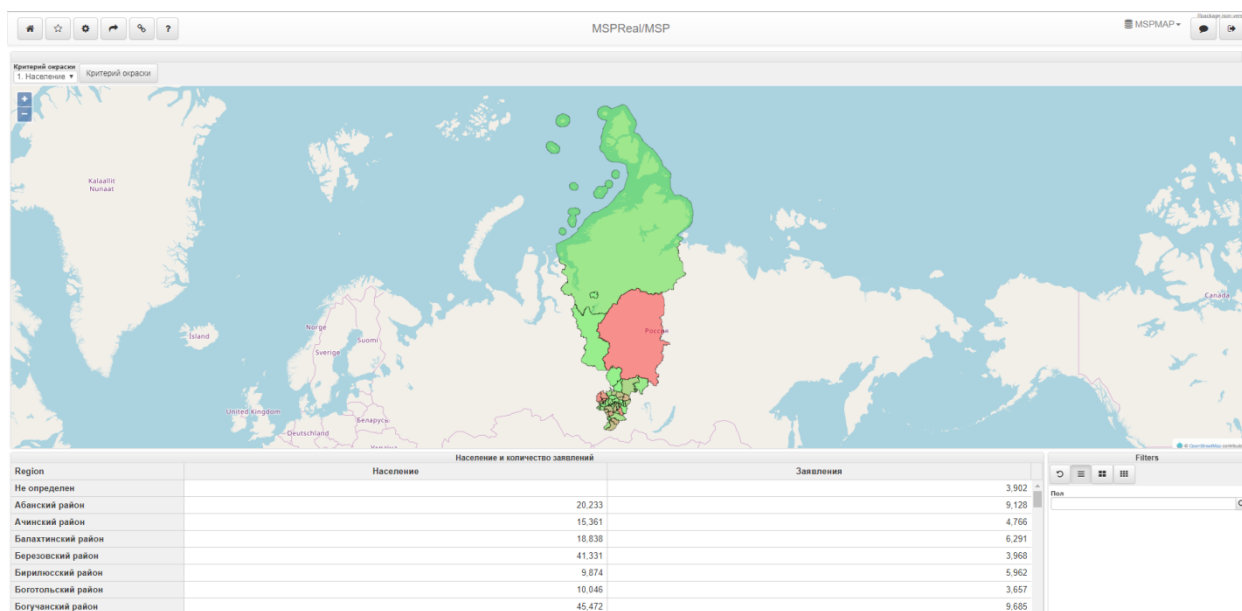 MSPReal/MSP
MSPMAP
Критерий окраски
1. Население
Критерий окраски
+
−
Kalaallit
Nunaat
Ísland
Norge
Sverige
Suomi
United Kingdom
Deutschland
Беларусь
Россия
Canada
© OpenStreetMap
Население и количество заявлений
Region Население Заявления
Не определен 3,902
Абанский район 20,233 9,128
Ачинский район 15,361 4,766
Балахтинский район 18,838 6,291
Березовский район 41,331 3,968
Бирилюсский район 9,874 5,962
Боготольский район 10,046 3,657
Богучанский район 45,472 9,685
Filters
Пол